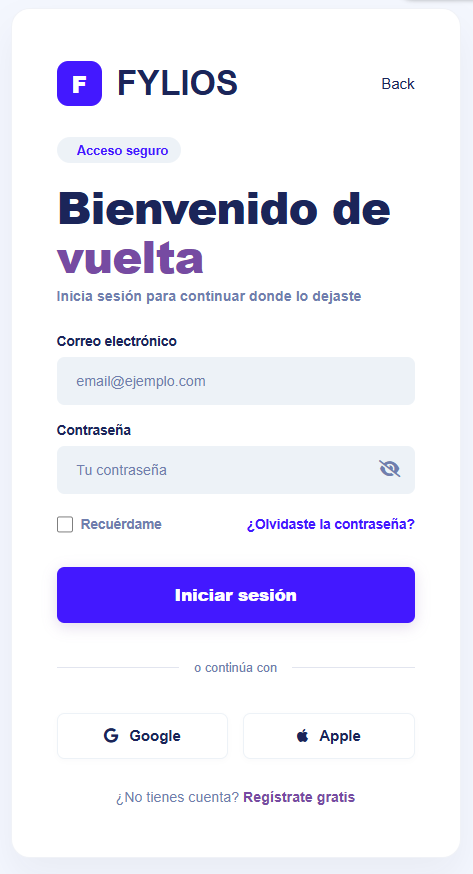 F FYLIOS Back
Acceso seguro
Bienvenido de
vuelta
Inicia sesión para continuar donde lo dejaste
Correo electrónico
email@ejemplo.com
Contraseña
Tu contraseña
Recuérdame ¿Olvidaste la contraseña?
Iniciar sesión
o continúa con
Google Apple
¿No tienes cuenta? Regístrate gratis